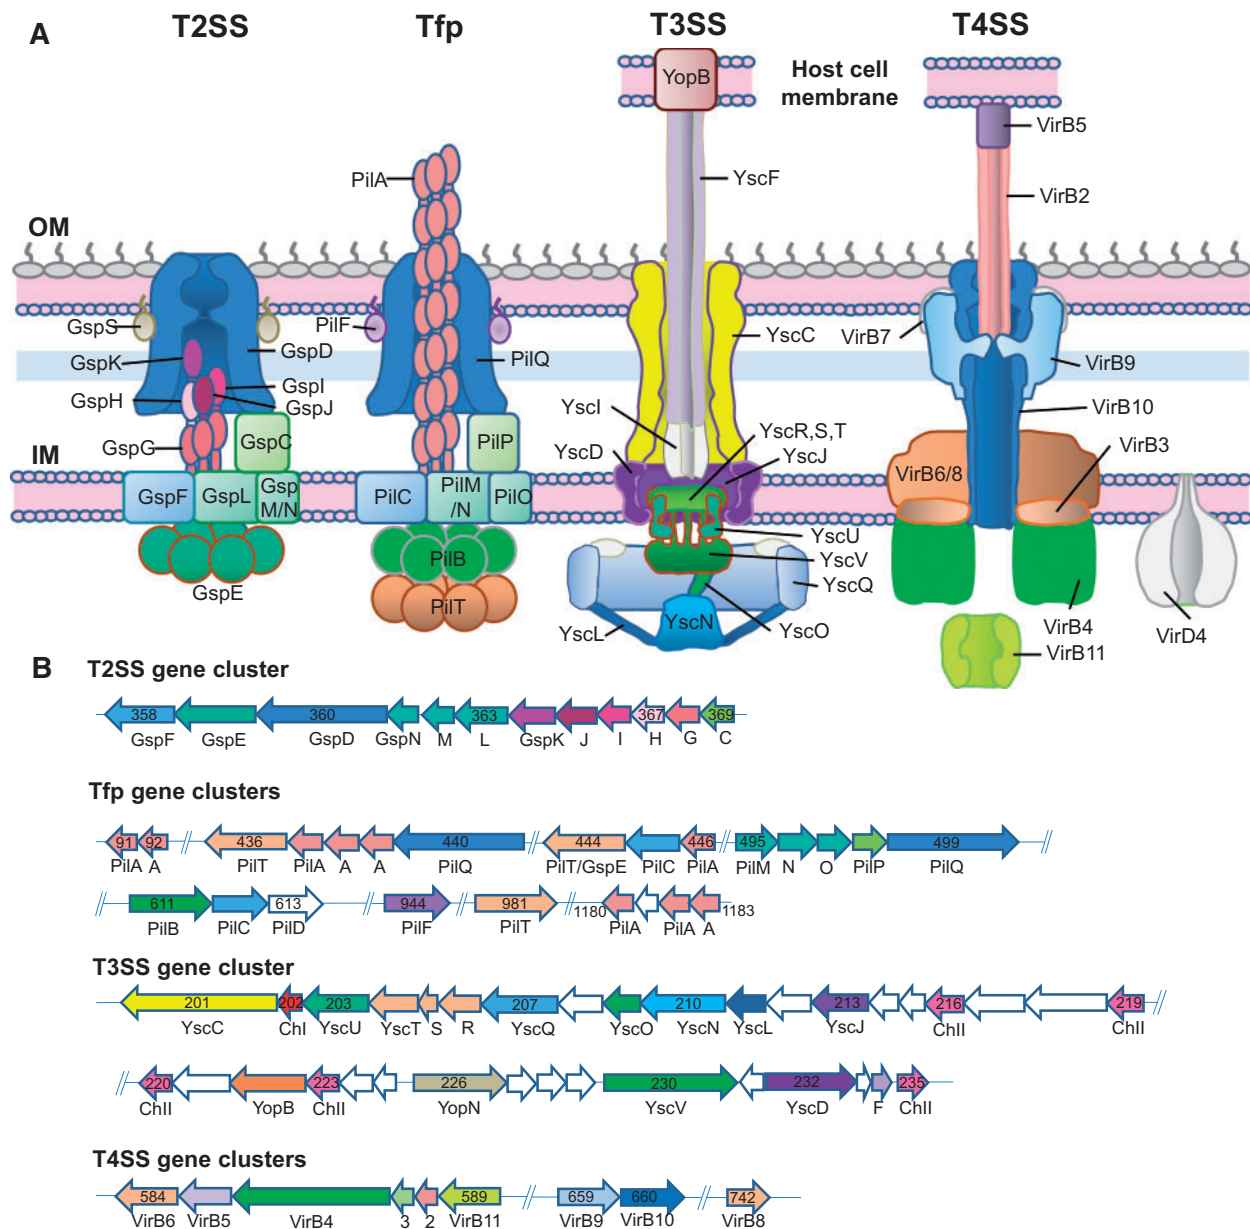 A
T2SS
Tfp
T3SS
T4SS
YopB
Host cell
membrane
VirB5
PilA
YscF
VirB2
OM
GspS
PilF
GspK
GspD
PilQ
YscC
VirB7
VirB9
GspH
GspI
GspJ
YscI
VirB10
GspG
GspC
PilP
YscR,S,T
YscD
YscJ
VirB3
IM
VirB6/8
GspF
GspL
Gsp
M/N
PilC
PilM
/N
PilO
YscU
GspE
PilB
PilT
YscV
YscQ
YscL
YscN
YscO
VirB4
VirB11
VirD4
B
T2SS gene cluster
358 360 363 367 369
GspF GspE GspD GspN M L GspK J I H G C
Tfp gene clusters
91 92 436 440 444 446 495 499
PilA A PilT PilA A A PilQ PilT/GspE PilC PilA PilM N O PilP PilQ
611 613 944 981 1180 1183
PilB PilC PilD PilF PilT PilA PilA A
T3SS gene cluster
201 202 203 207 210 213 216 219
YscC ChI YscU YscT S R YscQ YscO YscN YscL YscJ ChII ChII
220 223 226 230 232 235
ChII YopB ChII YopN YscV YscD F ChII
T4SS gene clusters
584 589 659 660 742
VirB6 VirB5 VirB4 3 2 VirB11 VirB9 VirB10 VirB8